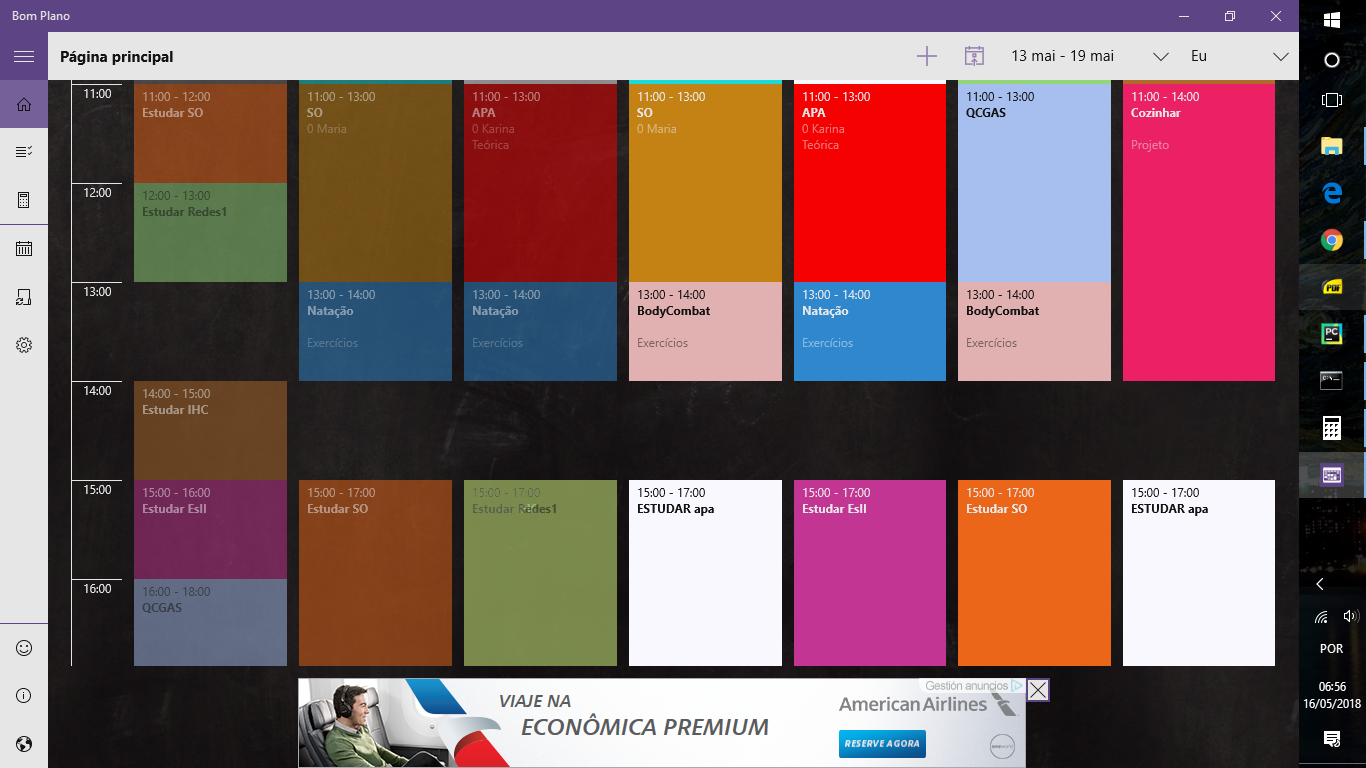 Bom Plano
Página principal
13 mai - 19 mai
Eu
11:00
12:00
13:00
14:00
15:00
16:00
11:00 - 12:00
Estudar SO
12:00 - 13:00
Estudar Redes1
14:00 - 15:00
Estudar IHC
15:00 - 16:00
Estudar EsII
16:00 - 18:00
QCGAS
11:00 - 13:00
SO
0 Maria
13:00 - 14:00
Natação
Exercícios
15:00 - 17:00
Estudar SO
11:00 - 13:00
APA
0 Karina
Teórica
13:00 - 14:00
Natação
Exercícios
15:00 - 17:00
Estudar Redes1
11:00 - 13:00
SO
0 Maria
13:00 - 14:00
BodyCombat
Exercícios
15:00 - 17:00
ESTUDAR apa
11:00 - 13:00
APA
0 Karina
Teórica
13:00 - 14:00
Natação
Exercícios
15:00 - 17:00
Estudar EsII
11:00 - 13:00
QCGAS
13:00 - 14:00
BodyCombat
Exercícios
15:00 - 17:00
Estudar SO
11:00 - 14:00
Cozinhar
Projeto
15:00 - 17:00
ESTUDAR apa
VIAJE NA
ECONÔMICA PREMIUM
Gestión anuncios
American Airlines
RESERVE AGORA
oneworld
PDF
PC
POR
06:56
16/05/2018